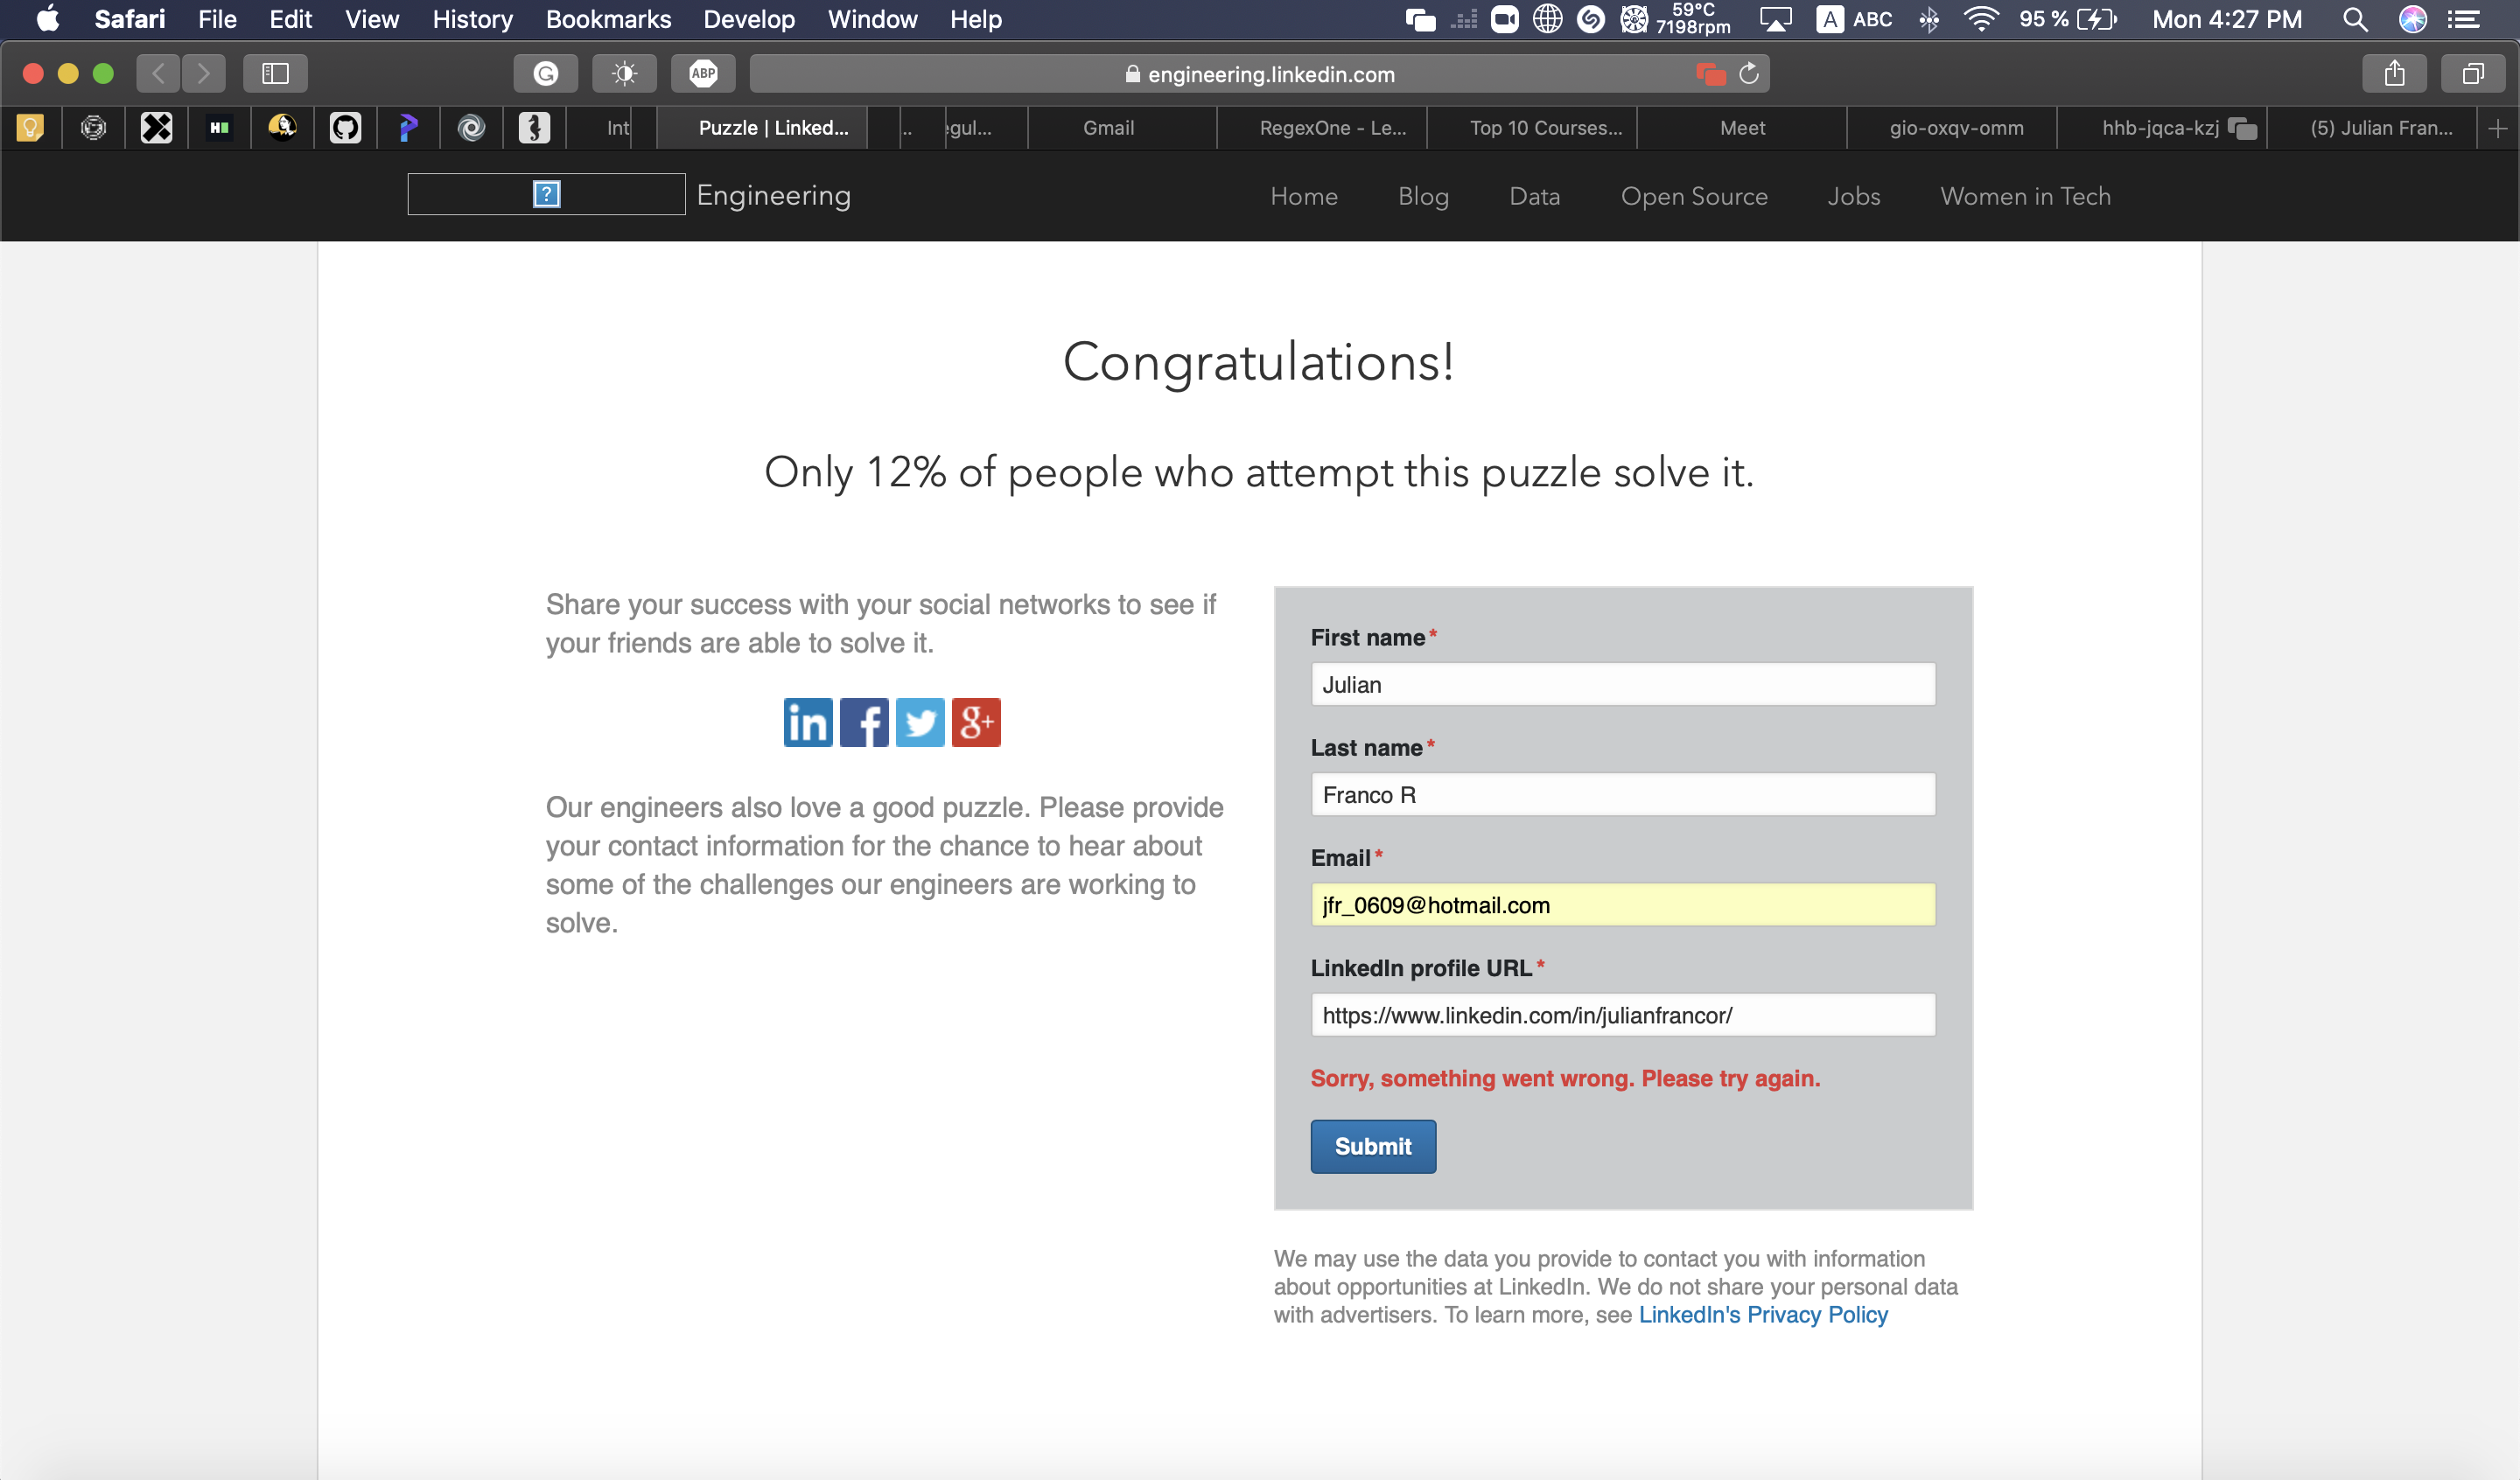 Safari File Edit View History Bookmarks Develop Window Help 59°C 7198rpm A ABC 95 % Mon 4:27 PM
G ABP engineering.linkedin.com
H Int Puzzle | Linked... .. gul... Gmail RegexOne - Le... Top 10 Courses... Meet gio-oxqv-omm hhb-jqca-kzj (5) Julian Fran...
? Engineering Home Blog Data Open Source Jobs Women in Tech
Congratulations!
Only 12% of people who attempt this puzzle solve it.
Share your success with your social networks to see if
your friends are able to solve it.
in f g+
Our engineers also love a good puzzle. Please provide
your contact information for the chance to hear about
some of the challenges our engineers are working to
solve.
First name*
Julian
Last name*
Franco R
Email*
jfr_0609@hotmail.com
LinkedIn profile URL*
https://www.linkedin.com/in/julianfrancor/
Sorry, something went wrong. Please try again.
Submit
We may use the data you provide to contact you with information
about opportunities at LinkedIn. We do not share your personal data
with advertisers. To learn more, see LinkedIn's Privacy Policy